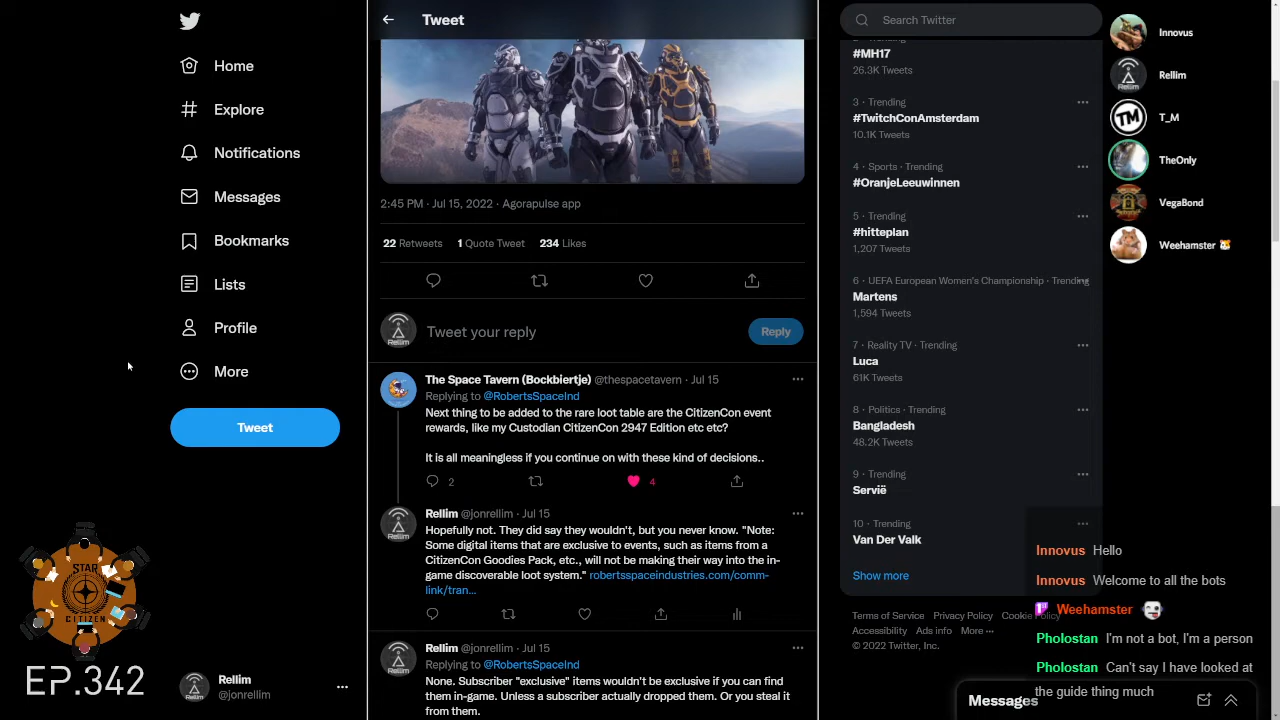 Home
Explore
Notifications
Messages
Bookmarks
Lists
Profile
More
Tweet
STAR
CITIZEN
EP.342
Rellim
@jonrellim
Tweet
2:45 PM · Jul 15, 2022 · Agorapulse app
22 Retweets 1 Quote Tweet 234 Likes
Tweet your reply
Reply
The Space Tavern (Bockbiertje) @thespacetavern · Jul 15
Replying to @RobertsSpaceInd
Next thing to be added to the rare loot table are the CitizenCon event
rewards, like my Custodian CitizenCon 2947 Edition etc etc?
It is all meaningless if you continue on with these kind of decisions..
2 4
Rellim @jonrellim · Jul 15
Hopefully not. They did say they wouldn't, but you never know. "Note:
Some digital items that are exclusive to events, such as items from a
CitizenCon Goodies Pack, etc., will not be making their way into the in-
game discoverable loot system." robertsspaceindustries.com/comm-
link/tran...
Rellim @jonrellim · Jul 15
Replying to @RobertsSpaceInd
None. Subscriber "exclusive" items wouldn't be exclusive if you can find
them in-game. Unless a subscriber actually dropped them. Or you steal it
from them.
Search Twitter
#MH17
26.3K Tweets
3 · Trending
#TwitchConAmsterdam
10.1K Tweets
4 · Sports · Trending
#OranjeLeeuwinnen
5 · Trending
#hitteplan
1,207 Tweets
6 · UEFA European Women's Championship · Trending
Martens
1,594 Tweets
7 · Reality TV · Trending
Luca
61K Tweets
8 · Politics · Trending
Bangladesh
48.2K Tweets
9 · Trending
Servië
10 · Trending
Van Der Valk
Show more
Terms of Service Privacy Policy Cookie Policy
Accessibility Ads info More ···
© 2022 Twitter, Inc.
Innovus
Rellim
TM T_M
TheOnly
VegaBond
Weehamster
Innovus Hello
Innovus Welcome to all the bots
Weehamster
Pholostan I'm not a bot, I'm a person
Pholostan Can't say I have looked at
the guide thing much
Messages